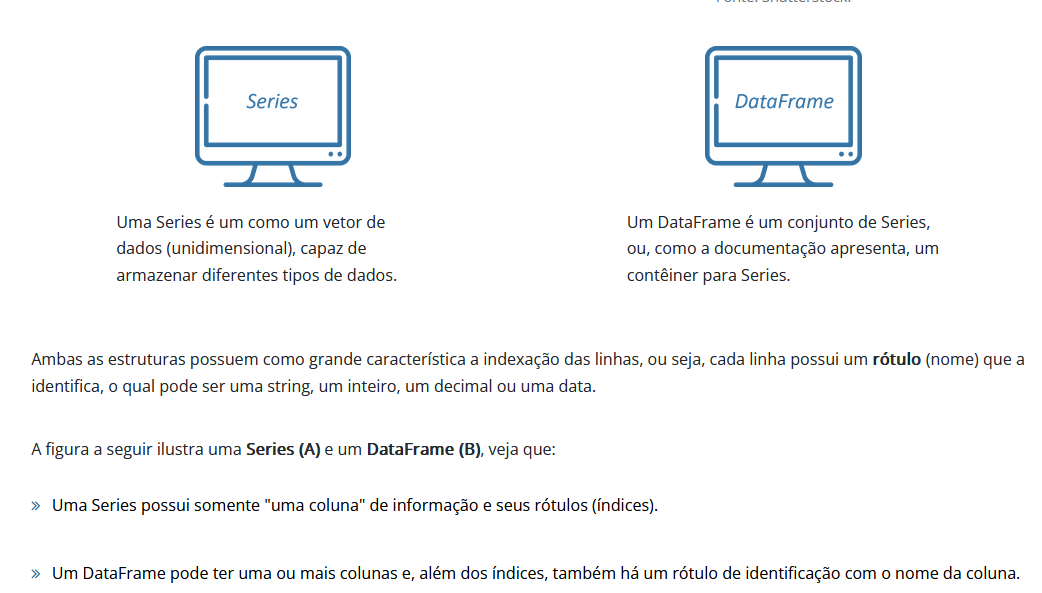 Fonte: Shutterstock.
Series
DataFrame
Uma Series é um como um vetor de
dados (unidimensional), capaz de
armazenar diferentes tipos de dados.
Um DataFrame é um conjunto de Series,
ou, como a documentação apresenta, um
contêiner para Series.
Ambas as estruturas possuem como grande característica a indexação das linhas, ou seja, cada linha possui um rótulo (nome) que a
identifica, o qual pode ser uma string, um inteiro, um decimal ou uma data.
A figura a seguir ilustra uma Series (A) e um DataFrame (B), veja que:
» Uma Series possui somente "uma coluna" de informação e seus rótulos (índices).
» Um DataFrame pode ter uma ou mais colunas e, além dos índices, também há um rótulo de identificação com o nome da coluna.